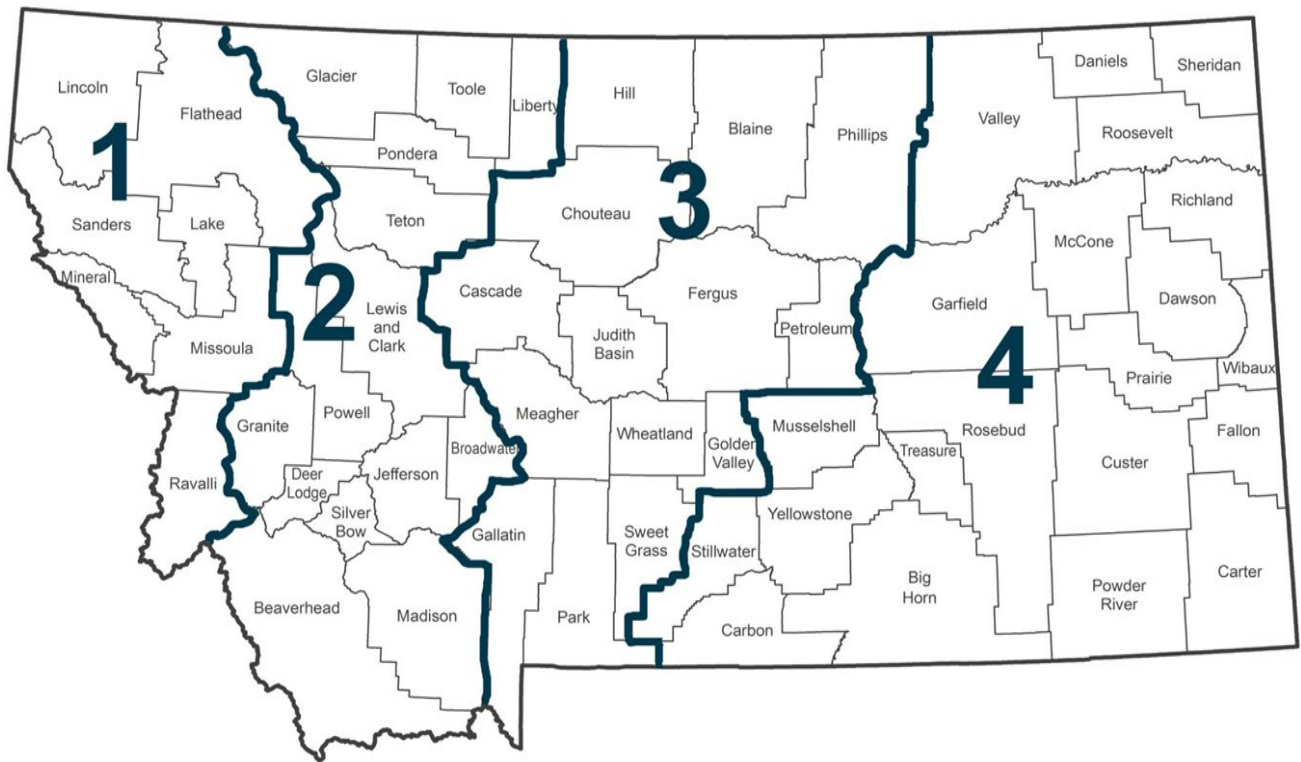 Lincoln
Flathead
Glacier
Toole
Liberty
Hill
Blaine
Phillips
Valley
Daniels
Sheridan
Roosevelt
1
Pondera
3
Sanders
Lake
Teton
Chouteau
Richland
McCone
Mineral
2
Lewis
and
Clark
Cascade
Fergus
Garfield
Dawson
Missoula
Judith
Basin
Petroleum
4
Prairie
Wibaux
Granite
Powell
Meagher
Wheatland
Golden
Valley
Musselshell
Rosebud
Fallon
Broadwater
Treasure
Custer
Ravalli
Deer
Lodge
Jefferson
Silver
Bow
Gallatin
Sweet
Grass
Stillwater
Yellowstone
Beaverhead
Madison
Park
Carbon
Big
Horn
Powder
River
Carter